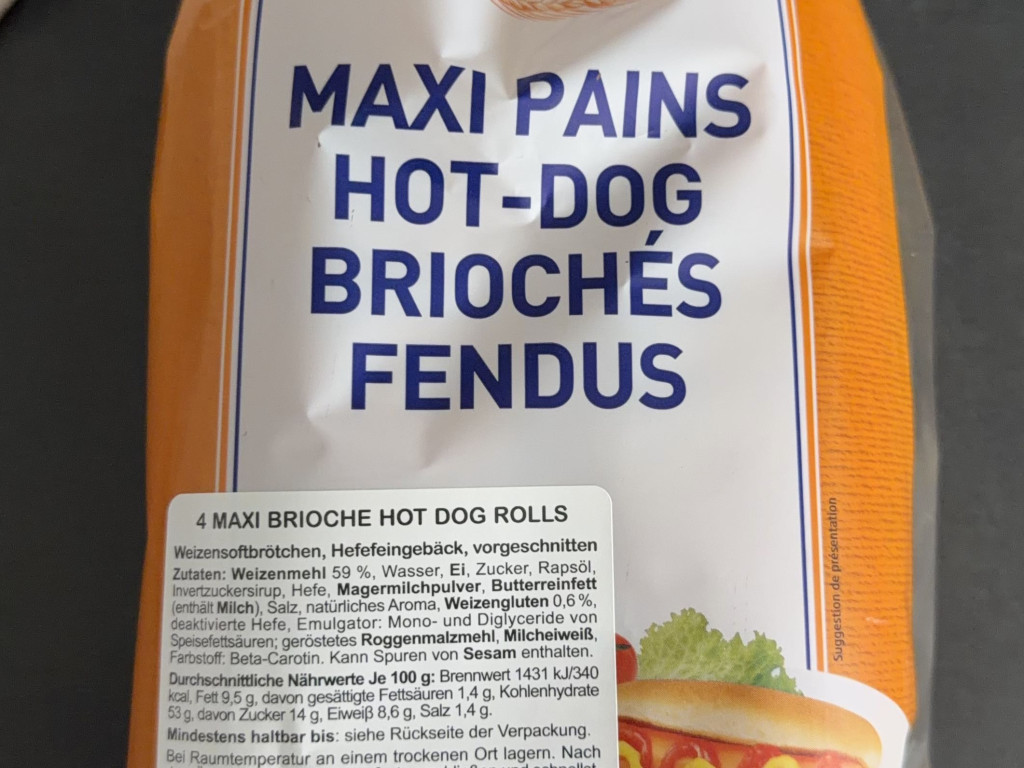 MAXI PAINS
HOT-DOG
BRIOCHÉS
FENDUS
Suggestion de présentation
4 MAXI BRIOCHE HOT DOG ROLLS
Weizensoftbrötchen, Hefefeingebäck, vorgeschnitten
Zutaten: Weizenmehl 59 %, Wasser, Ei, Zucker, Rapsöl,
Invertzuckersirup, Hefe, Magermilchpulver, Butterreinfett
(enthält Milch), Salz, natürliches Aroma, Weizengluten 0,6 %,
deaktivierte Hefe, Emulgator: Mono- und Diglyceride von
Speisefettsäuren; geröstetes Roggenmalzmehl, Milcheiweiß,
Farbstoff: Beta-Carotin. Kann Spuren von Sesam enthalten.
Durchschnittliche Nährwerte Je 100 g: Brennwert 1431 kJ/340
kcal, Fett 9,5 g, davon gesättigte Fettsäuren 1,4 g, Kohlenhydrate
53 g, davon Zucker 14 g, Eiweiß 8,6 g, Salz 1,4 g.
Mindestens haltbar bis: siehe Rückseite der Verpackung.
Bei Raumtemperatur an einem trockenen Ort lagern. Nach